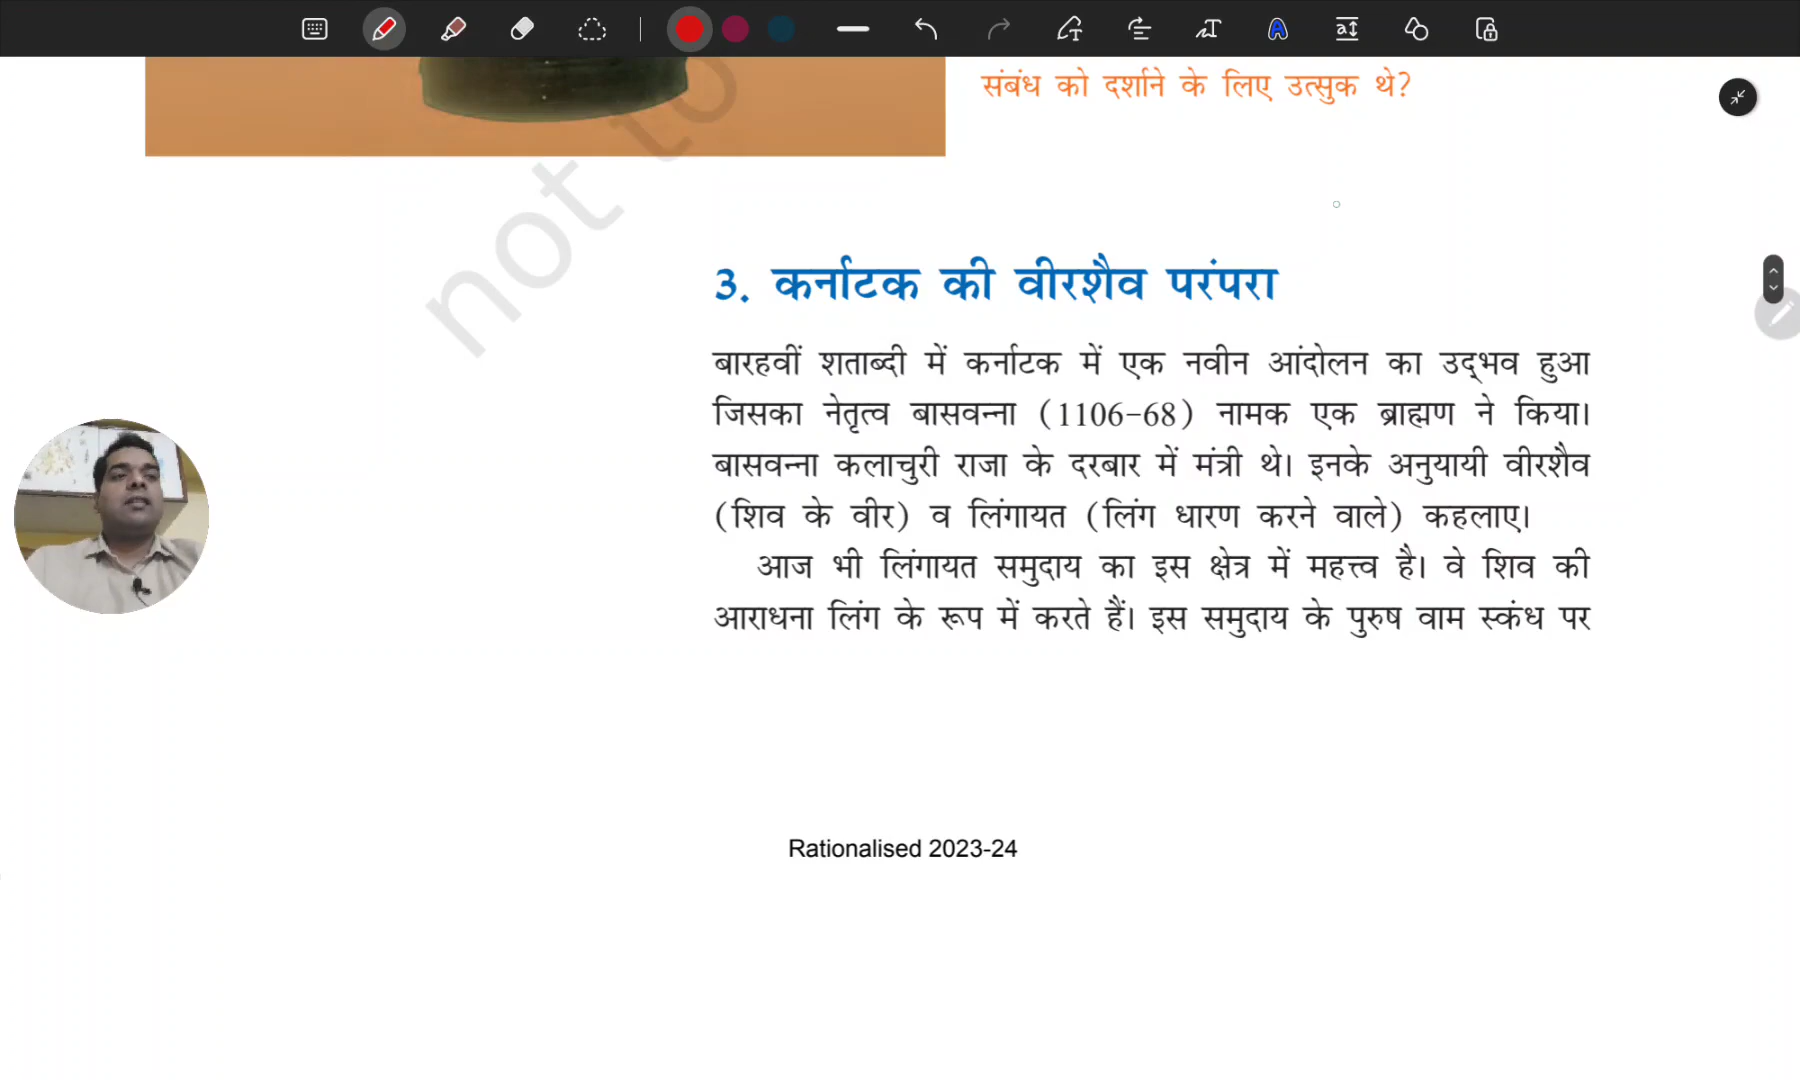 संबंध को दर्शाने के लिए उत्सुक थे?
not to
3. कर्नाटक की वीरशैव परंपरा
बारहवीं शताब्दी में कर्नाटक में एक नवीन आंदोलन का उद्‌भव हुआ
जिसका नेतृत्व बासवन्ना (1106-68) नामक एक ब्राह्मण ने किया।
बासवन्ना कलाचुरी राजा के दरबार में मंत्री थे। इनके अनुयायी वीरशैव
(शिव के वीर) व लिंगायत (लिंग धारण करने वाले) कहलाए।
आज भी लिंगायत समुदाय का इस क्षेत्र में महत्त्व है। वे शिव की
आराधना लिंग के रूप में करते हैं। इस समुदाय के पुरुष वाम स्कंध पर
Rationalised 2023-24